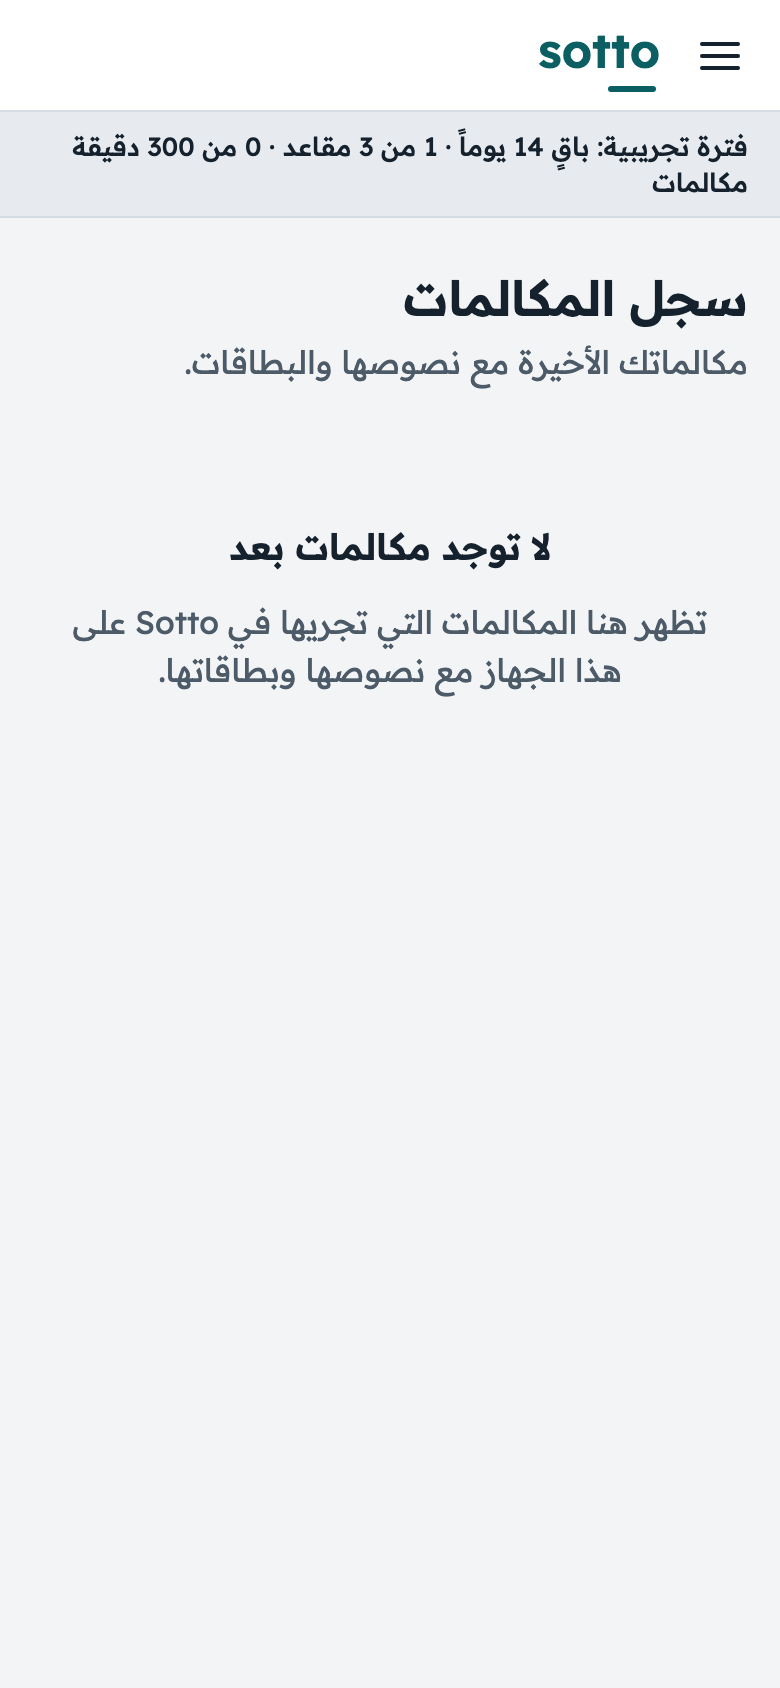 sotto
فترة تجريبية: باقٍ 14 يوماً · 1 من 3 مقاعد · 0 من 300 دقيقة
مكالمات
سجل المكالمات
مكالماتك الأخيرة مع نصوصها والبطاقات.
لا توجد مكالمات بعد
تظهر هنا المكالمات التي تجريها في Sotto على
هذا الجهاز مع نصوصها وبطاقاتها.